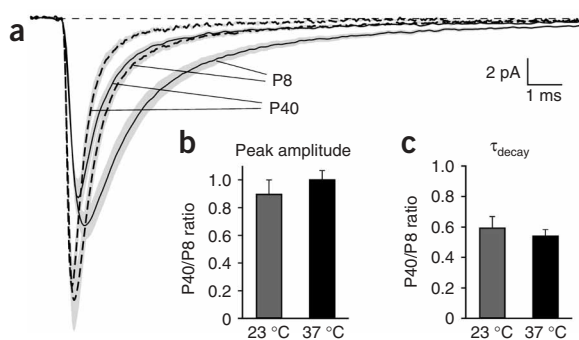 a
P8
P40
2 pA
1 ms
b
Peak amplitude
P40/P8 ratio
1.0
0.8
0.6
0.4
0.2
0
23 °C 37 °C
c
τdecay
P40/P8 ratio
1.0
0.8
0.6
0.4
0.2
0
23 °C 37 °C